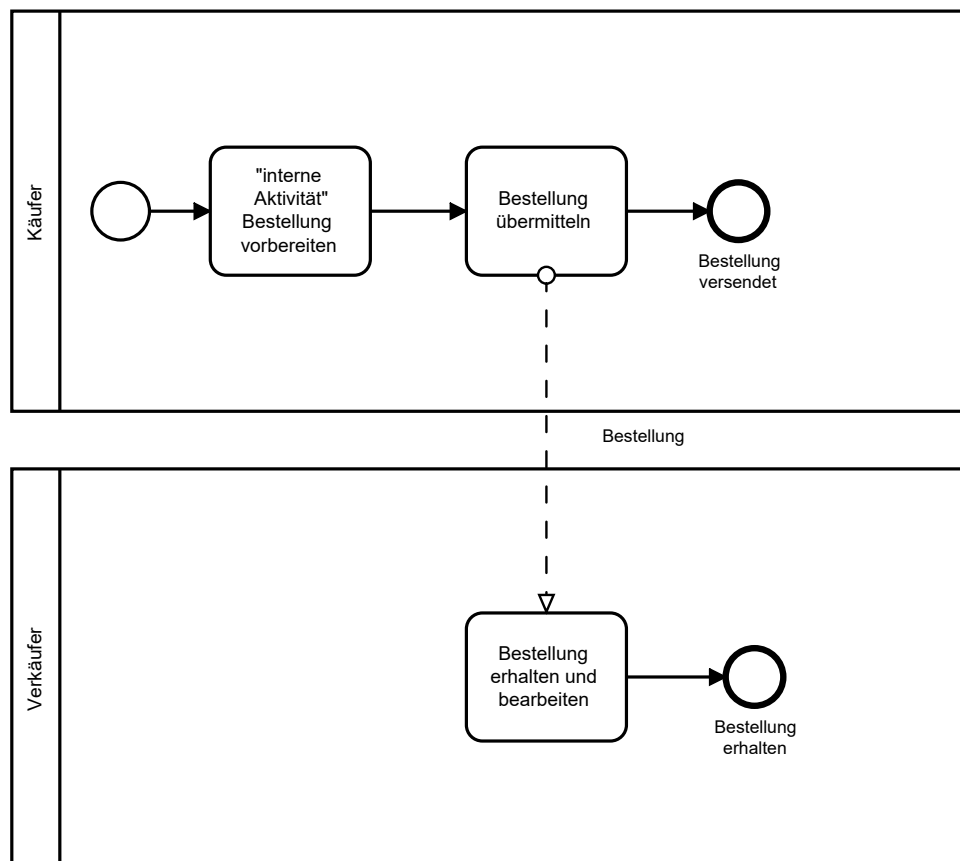 Käufer
"interne
Aktivität"
Bestellung
vorbereiten
Bestellung
übermitteln
Bestellung
versendet
Bestellung
Verkäufer
Bestellung
erhalten und
bearbeiten
Bestellung
erhalten